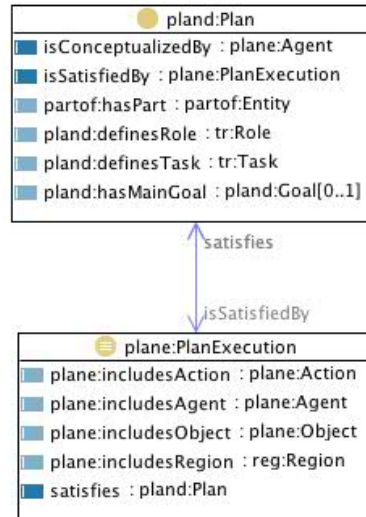 pland:Plan
isConceptualizedBy : plane:Agent
isSatisfiedBy : plane:PlanExecution
partof:hasPart : partof:Entity
pland:definesRole : tr:Role
pland:definesTask : tr:Task
pland:hasMainGoal : pland:Goal[0..1]
satisfies
isSatisfiedBy
plane:PlanExecution
plane:includesAction : plane:Action
plane:includesAgent : plane:Agent
plane:includesObject : plane:Object
plane:includesRegion : reg:Region
satisfies : pland:Plan